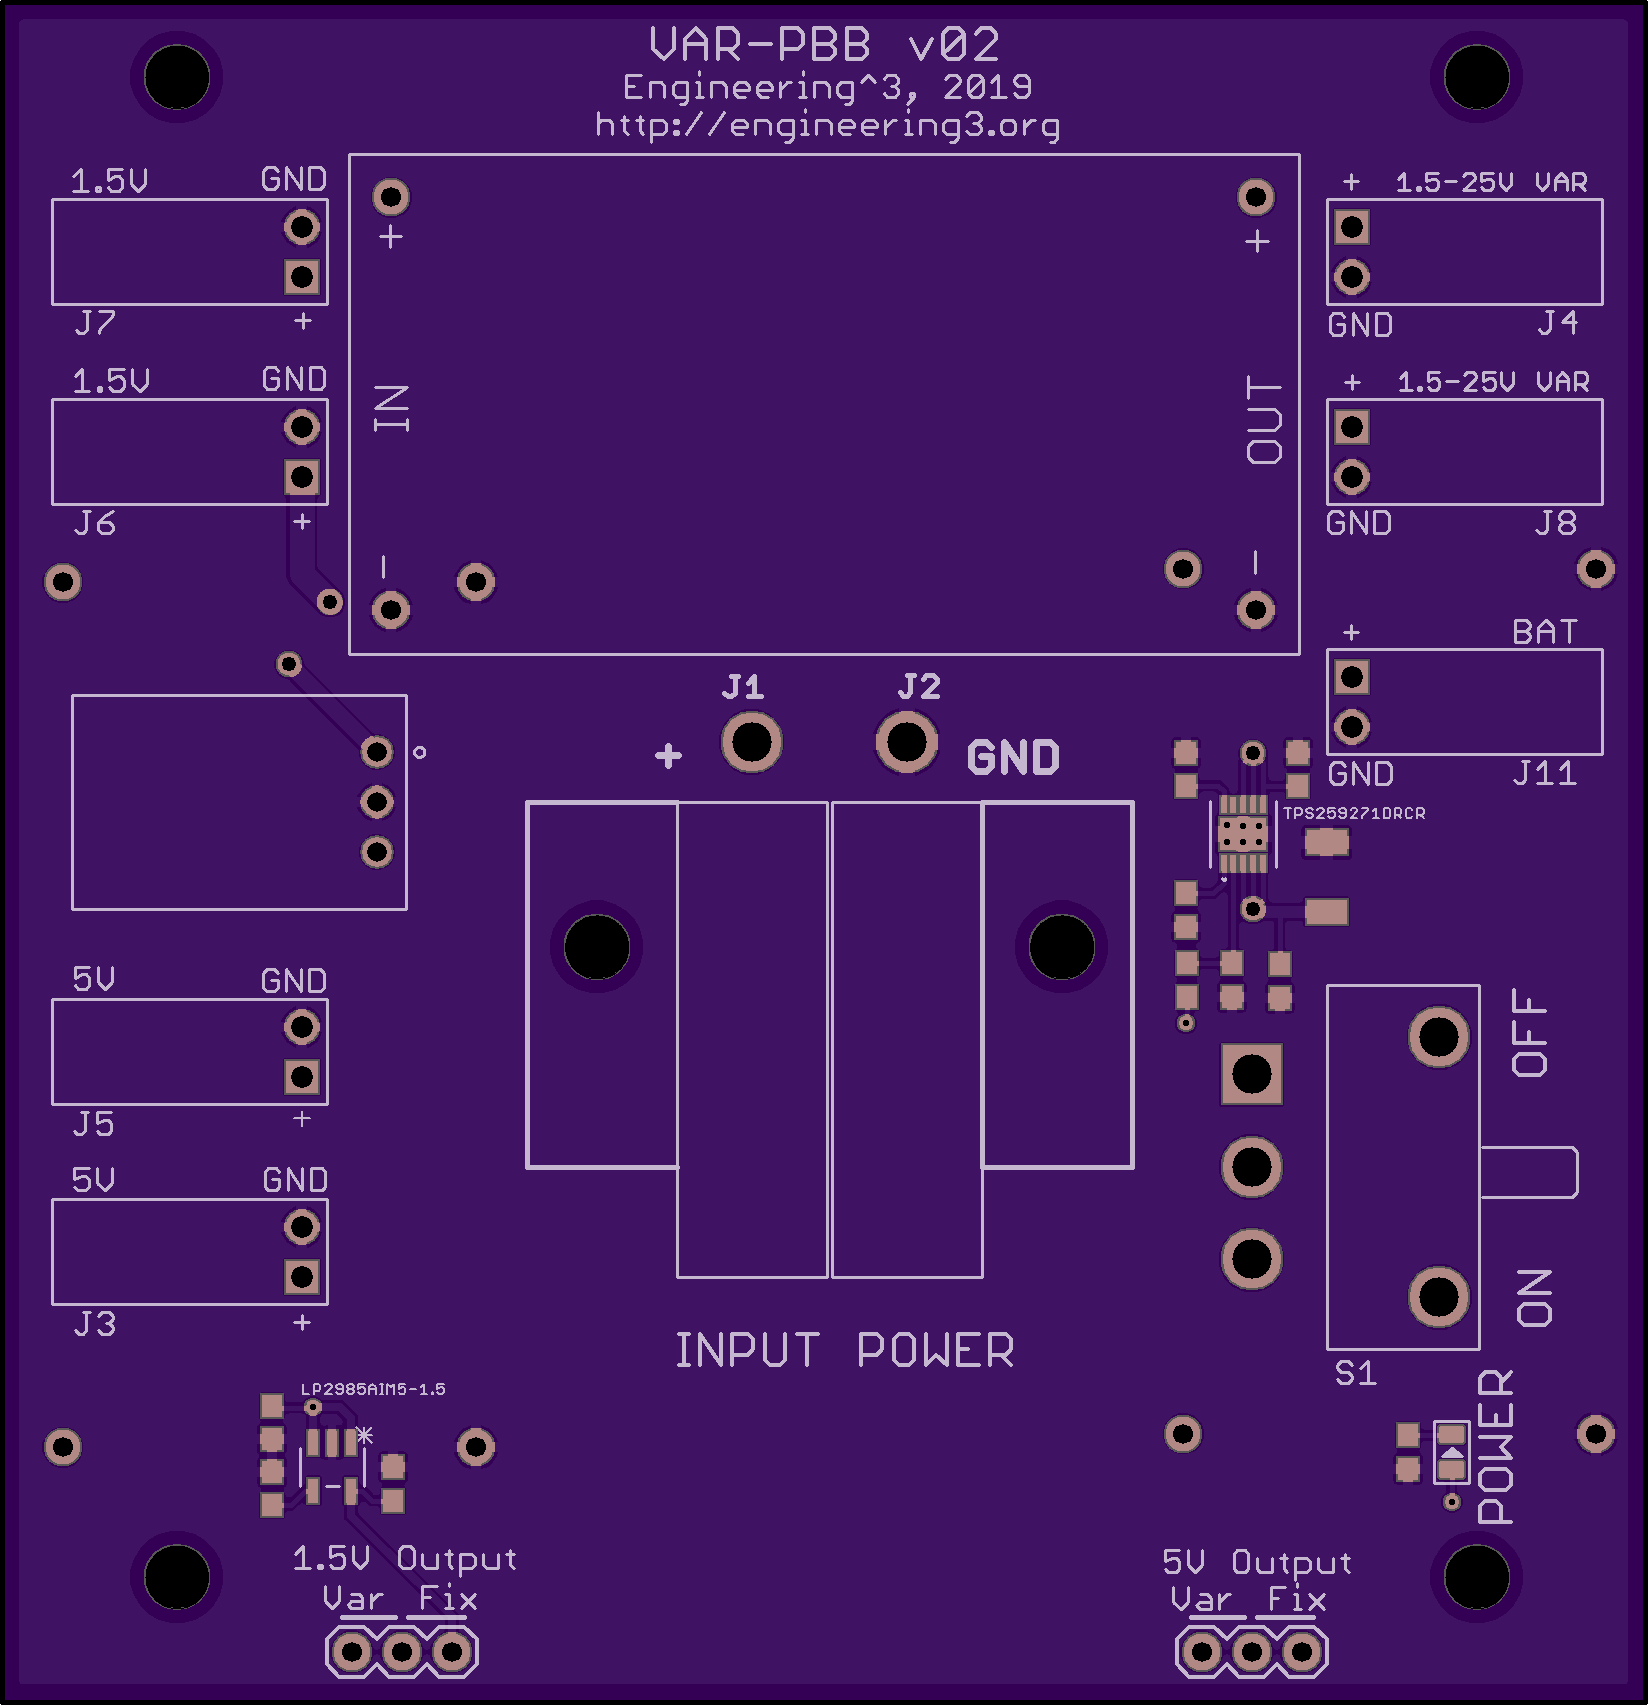 VAR-PBB v02
Engineering^3, 2019
http://engineering3.org
1.5V GND
+ 1.5-25V VAR
+
+
J7 +
GND J4
1.5V GND
+ 1.5-25V VAR
IN
OUT
J6 +
GND J8
-
-
+ BAT
J1 J2
+ GND
GND J11
TPS259271DRCR
5V GND
OFF
J5 +
5V GND
ON
J3 +
INPUT POWER
S1
LP2985AIM5-1.5
*
POWER
1.5V Output
Var Fix
5V Output
Var Fix